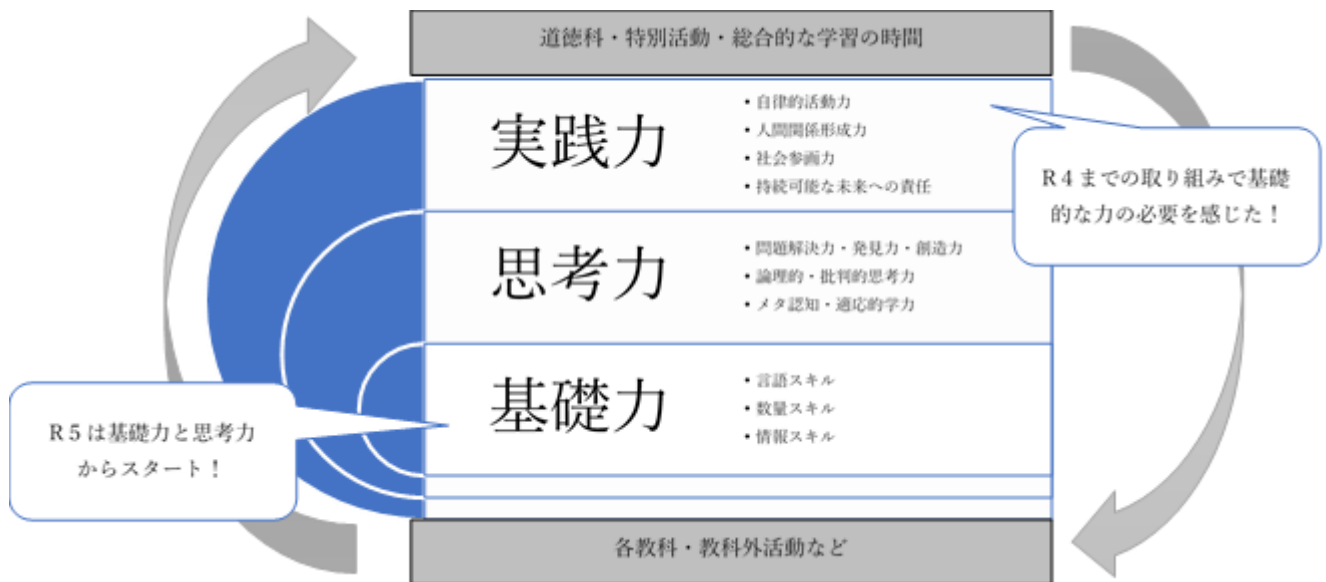 道徳科・特別活動・総合的な学習の時間
実践力
・自律的活動力
・人間関係形成力
・社会参画力
・持続可能な未来への責任
R4までの取り組みで基礎
的な力の必要を感じた！
思考力
・問題解決力・発見力・創造力
・論理的・批判的思考力
・メタ認知・適応的学力
基礎力
・言語スキル
・数量スキル
・情報スキル
R5は基礎力と思考力
からスタート！
各教科・教科外活動など